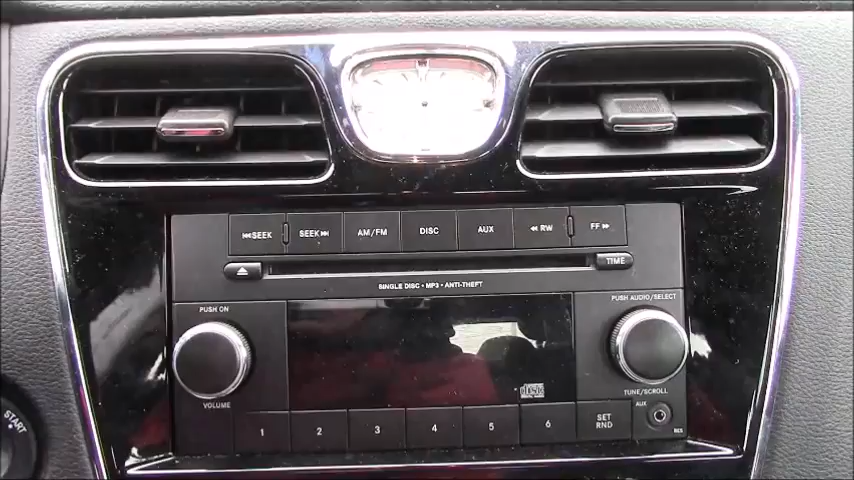 ⏮SEEK SEEK⏭ AM/FM DISC AUX ◀◀ RW FF ▶▶
TIME
SINGLE DISC • MP3 • ANTI-THEFT
PUSH ON PUSH AUDIO/SELECT
VOLUME TUNE/SCROLL
1 2 3 4 5 6 SET RND AUX
RES
START